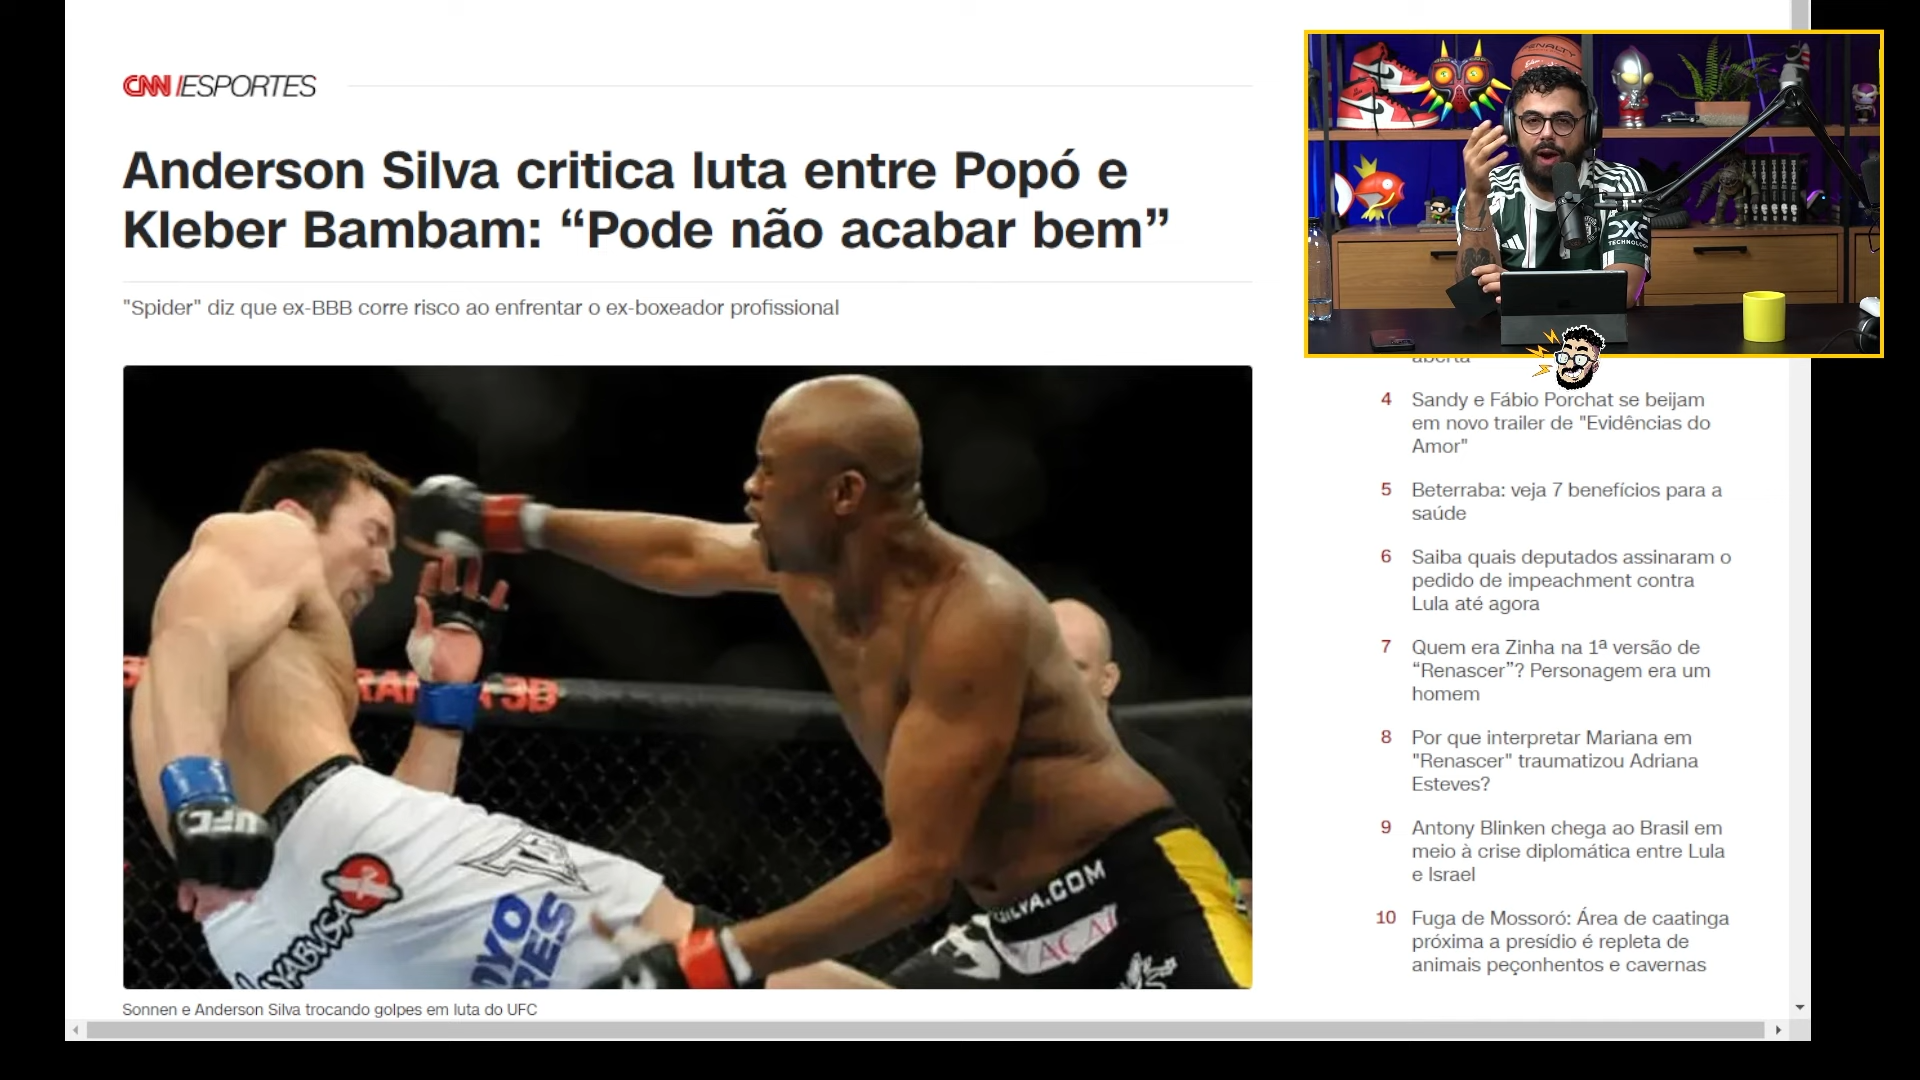 CNN/ESPORTES
Anderson Silva critica luta entre Popó e
Kleber Bambam: “Pode não acabar bem”
"Spider" diz que ex-BBB corre risco ao enfrentar o ex-boxeador profissional
UFC
TECHNOLOGY
PENALTY
SILVA.COM
Sonnen e Anderson Silva trocando golpes em luta do UFC
aberta
4 Sandy e Fábio Porchat se beijam
em novo trailer de "Evidências do
Amor"
5 Beterraba: veja 7 benefícios para a
saúde
6 Saiba quais deputados assinaram o
pedido de impeachment contra
Lula até agora
7 Quem era Zinha na 1ª versão de
“Renascer”? Personagem era um
homem
8 Por que interpretar Mariana em
"Renascer" traumatizou Adriana
Esteves?
9 Antony Blinken chega ao Brasil em
meio à crise diplomática entre Lula
e Israel
10 Fuga de Mossoró: Área de caatinga
próxima a presídio é repleta de
animais peçonhentos e cavernas